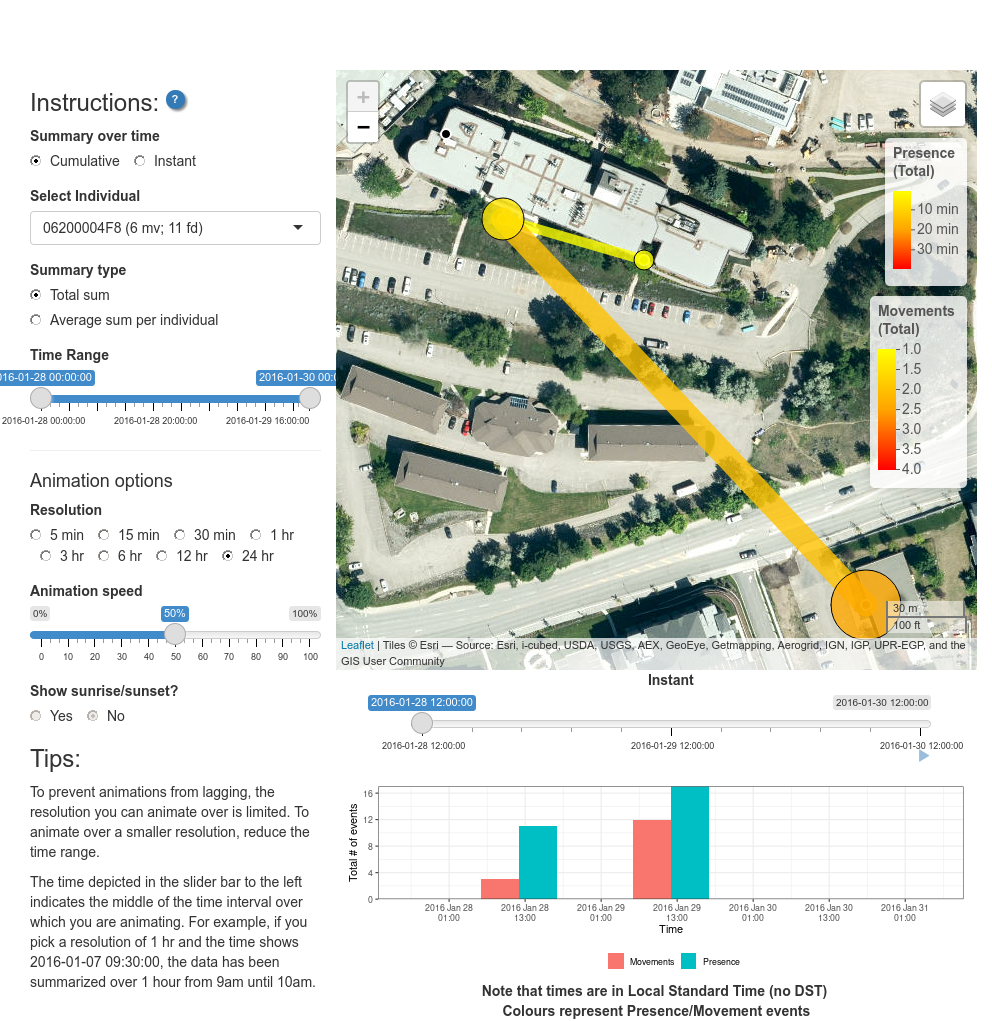 Instructions: ?
Summary over time
Cumulative Instant
Select Individual
06200004F8 (6 mv; 11 fd)
Summary type
Total sum
Average sum per individual
Time Range
016-01-28 00:00:00 2016-01-30 00:0
2016-01-28 00:00:00 2016-01-28 20:00:00 2016-01-29 16:00:00
Animation options
Resolution
5 min 15 min 30 min 1 hr
3 hr 6 hr 12 hr 24 hr
Animation speed
0% 50% 100%
0 10 20 30 40 50 60 70 80 90 100
Show sunrise/sunset?
Yes No
Tips:
To prevent animations from lagging, the
resolution you can animate over is limited. To
animate over a smaller resolution, reduce the
time range.
The time depicted in the slider bar to the left
indicates the middle of the time interval over
which you are animating. For example, if you
pick a resolution of 1 hr and the time shows
2016-01-07 09:30:00, the data has been
summarized over 1 hour from 9am until 10am.
+
−
Presence
(Total)
10 min
20 min
30 min
Movements
(Total)
1.0
1.5
2.0
2.5
3.0
3.5
4.0
30 m
100 ft
Leaflet | Tiles © Esri — Source: Esri, i-cubed, USDA, USGS, AEX, GeoEye, Getmapping, Aerogrid, IGN, IGP, UPR-EGP, and the
GIS User Community
Instant
2016-01-28 12:00:00 2016-01-30 12:00:00
2016-01-28 12:00:00 2016-01-29 12:00:00 2016-01-30 12:00:00
Total # of events
16
12
8
4
0
2016 Jan 28 2016 Jan 28 2016 Jan 29 2016 Jan 29 2016 Jan 30 2016 Jan 30 2016 Jan 31
01:00 13:00 01:00 13:00 01:00 13:00 01:00
Time
Movements Presence
Note that times are in Local Standard Time (no DST)
Colours represent Presence/Movement events